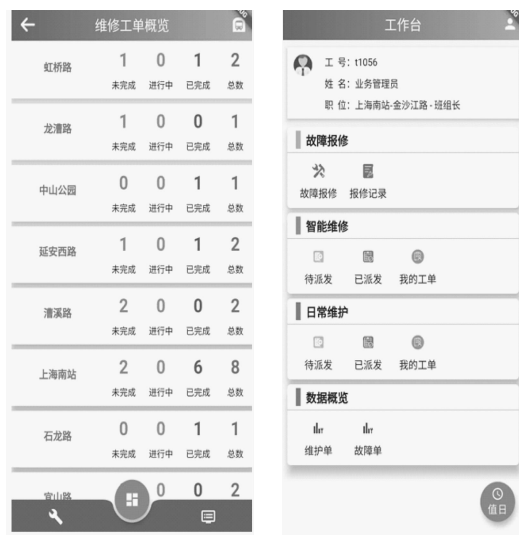 维修工单概览
虹桥路 1 0 1 2
未完成 进行中 已完成 总数
龙漕路 1 0 0 1
未完成 进行中 已完成 总数
中山公园 0 0 1 1
未完成 进行中 已完成 总数
延安西路 1 0 1 2
未完成 进行中 已完成 总数
漕溪路 2 0 0 2
未完成 进行中 已完成 总数
上海南站 2 0 6 8
未完成 进行中 已完成 总数
石龙路 0 0 1 1
未完成 进行中 已完成 总数
宜山路 0 0 2
工作台
工 号: t1056
姓 名: 业务管理员
职 位: 上海南站-金沙江路-班组长
故障报修
故障报修 报修记录
智能维修
待派发 已派发 我的工单
日常维护
待派发 已派发 我的工单
数据概览
维护单 故障单
值日